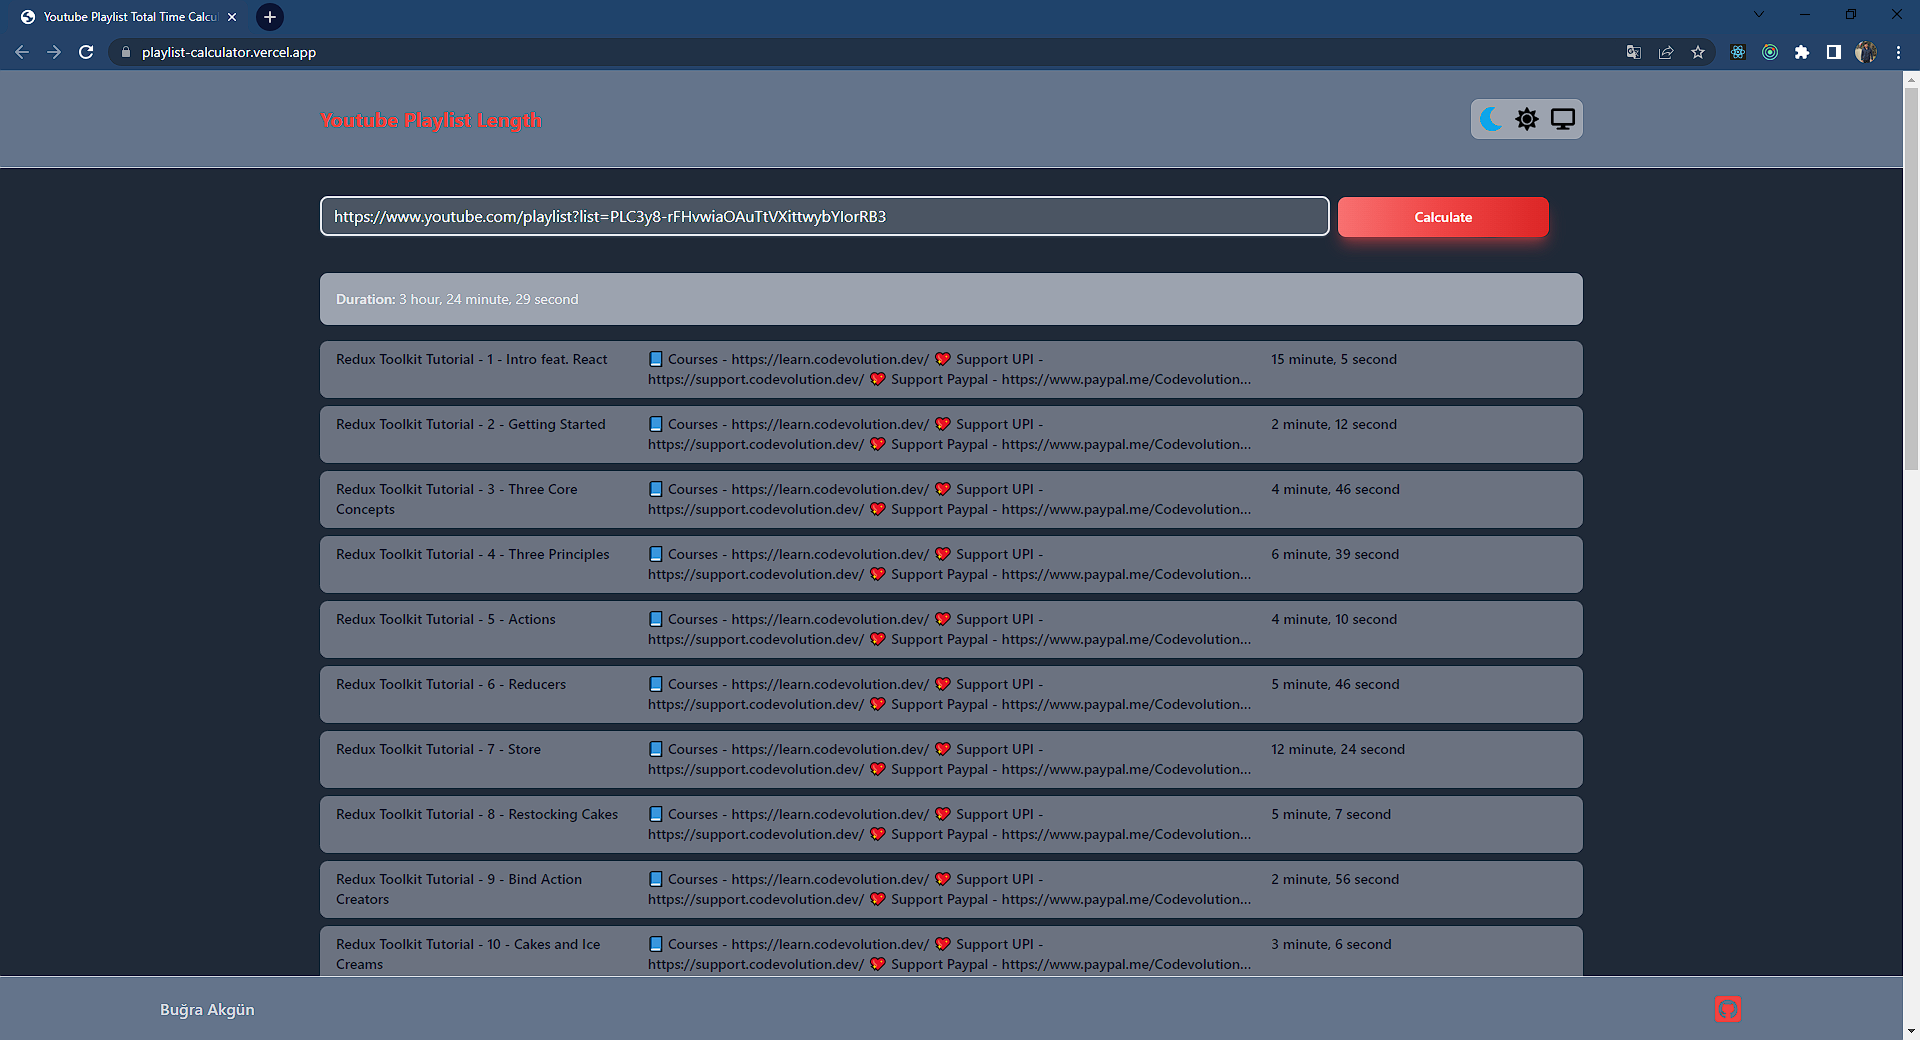 Youtube Playlist Total Time Calcu
playlist-calculator.vercel.app
Youtube Playlist Length
https://www.youtube.com/playlist?list=PLC3y8-rFHvwiaOAuTtVXittwybYIorRB3
Calculate
Duration: 3 hour, 24 minute, 29 second
Redux Toolkit Tutorial - 1 - Intro feat. React
📘 Courses - https://learn.codevolution.dev/ 💖 Support UPI -
https://support.codevolution.dev/ 💖 Support Paypal - https://www.paypal.me/Codevolution...
15 minute, 5 second
Redux Toolkit Tutorial - 2 - Getting Started
📘 Courses - https://learn.codevolution.dev/ 💖 Support UPI -
https://support.codevolution.dev/ 💖 Support Paypal - https://www.paypal.me/Codevolution...
2 minute, 12 second
Redux Toolkit Tutorial - 3 - Three Core
Concepts
📘 Courses - https://learn.codevolution.dev/ 💖 Support UPI -
https://support.codevolution.dev/ 💖 Support Paypal - https://www.paypal.me/Codevolution...
4 minute, 46 second
Redux Toolkit Tutorial - 4 - Three Principles
📘 Courses - https://learn.codevolution.dev/ 💖 Support UPI -
https://support.codevolution.dev/ 💖 Support Paypal - https://www.paypal.me/Codevolution...
6 minute, 39 second
Redux Toolkit Tutorial - 5 - Actions
📘 Courses - https://learn.codevolution.dev/ 💖 Support UPI -
https://support.codevolution.dev/ 💖 Support Paypal - https://www.paypal.me/Codevolution...
4 minute, 10 second
Redux Toolkit Tutorial - 6 - Reducers
📘 Courses - https://learn.codevolution.dev/ 💖 Support UPI -
https://support.codevolution.dev/ 💖 Support Paypal - https://www.paypal.me/Codevolution...
5 minute, 46 second
Redux Toolkit Tutorial - 7 - Store
📘 Courses - https://learn.codevolution.dev/ 💖 Support UPI -
https://support.codevolution.dev/ 💖 Support Paypal - https://www.paypal.me/Codevolution...
12 minute, 24 second
Redux Toolkit Tutorial - 8 - Restocking Cakes
📘 Courses - https://learn.codevolution.dev/ 💖 Support UPI -
https://support.codevolution.dev/ 💖 Support Paypal - https://www.paypal.me/Codevolution...
5 minute, 7 second
Redux Toolkit Tutorial - 9 - Bind Action
Creators
📘 Courses - https://learn.codevolution.dev/ 💖 Support UPI -
https://support.codevolution.dev/ 💖 Support Paypal - https://www.paypal.me/Codevolution...
2 minute, 56 second
Redux Toolkit Tutorial - 10 - Cakes and Ice
Creams
📘 Courses - https://learn.codevolution.dev/ 💖 Support UPI -
https://support.codevolution.dev/ 💖 Support Paypal - https://www.paypal.me/Codevolution...
3 minute, 6 second
Buğra Akgün